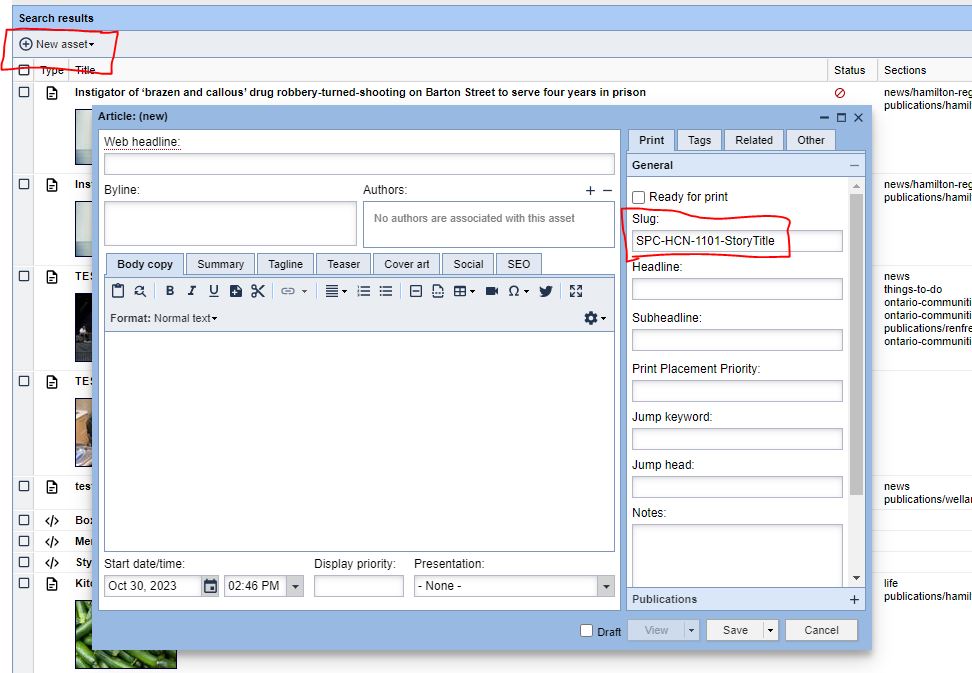 Search results
New asset
Type Title Status Sections
Instigator of ‘brazen and callous’ drug robbery-turned-shooting on Barton Street to serve four years in prison
news/hamilton-reg
publications/hamil
Article: (new)
Web headline:
Byline:
Authors:
No authors are associated with this asset
Body copy Summary Tagline Teaser Cover art Social SEO
Format: Normal text
Start date/time: Display priority: Presentation:
Oct 30, 2023 02:46 PM - None -
Print Tags Related Other
General
Ready for print
Slug:
SPC-HCN-1101-StoryTitle
Headline:
Subheadline:
Print Placement Priority:
Jump keyword:
Jump head:
Notes:
Publications
Draft View Save Cancel
Ins
news/hamilton-reg
publications/hamil
TES
news
things-to-do
ontario-communiti
ontario-communiti
publications/renfre
ontario-communiti
TES
tes
news
publications/wella
Box
Me
Sty
Kit
life
publications/hamil